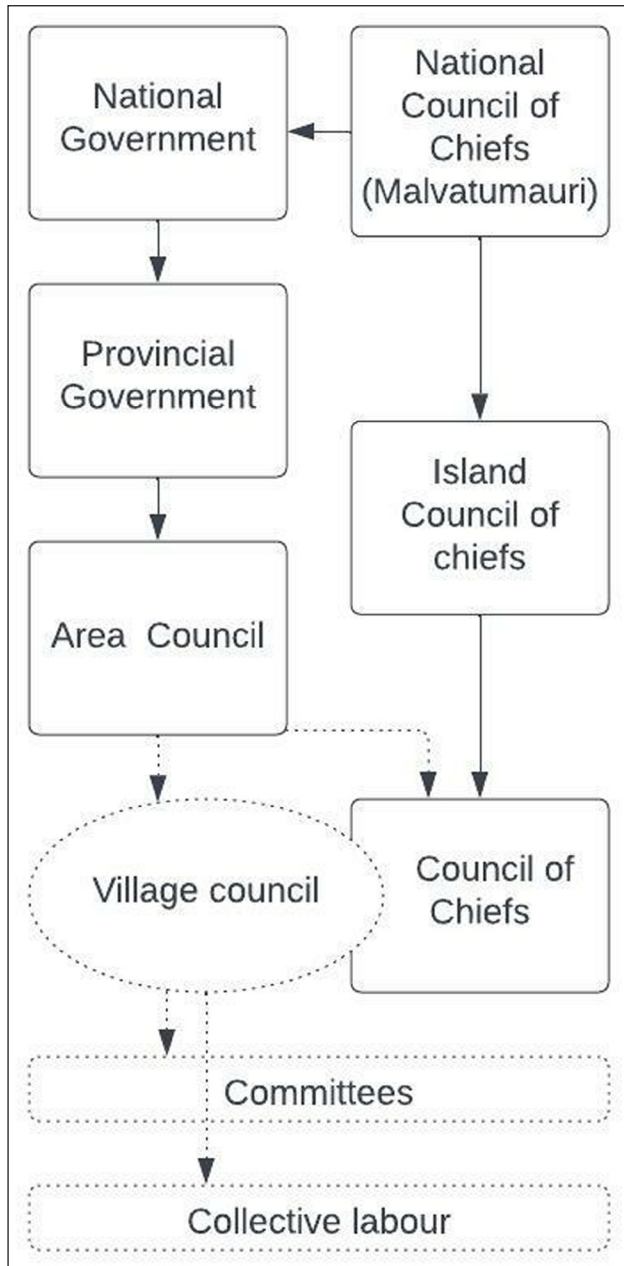 National
Government
National
Council of
Chiefs
(Malvatumauri)
Provincial
Government
Island
Council of
chiefs
Area Council
Village council
Council of
Chiefs
Committees
Collective labour